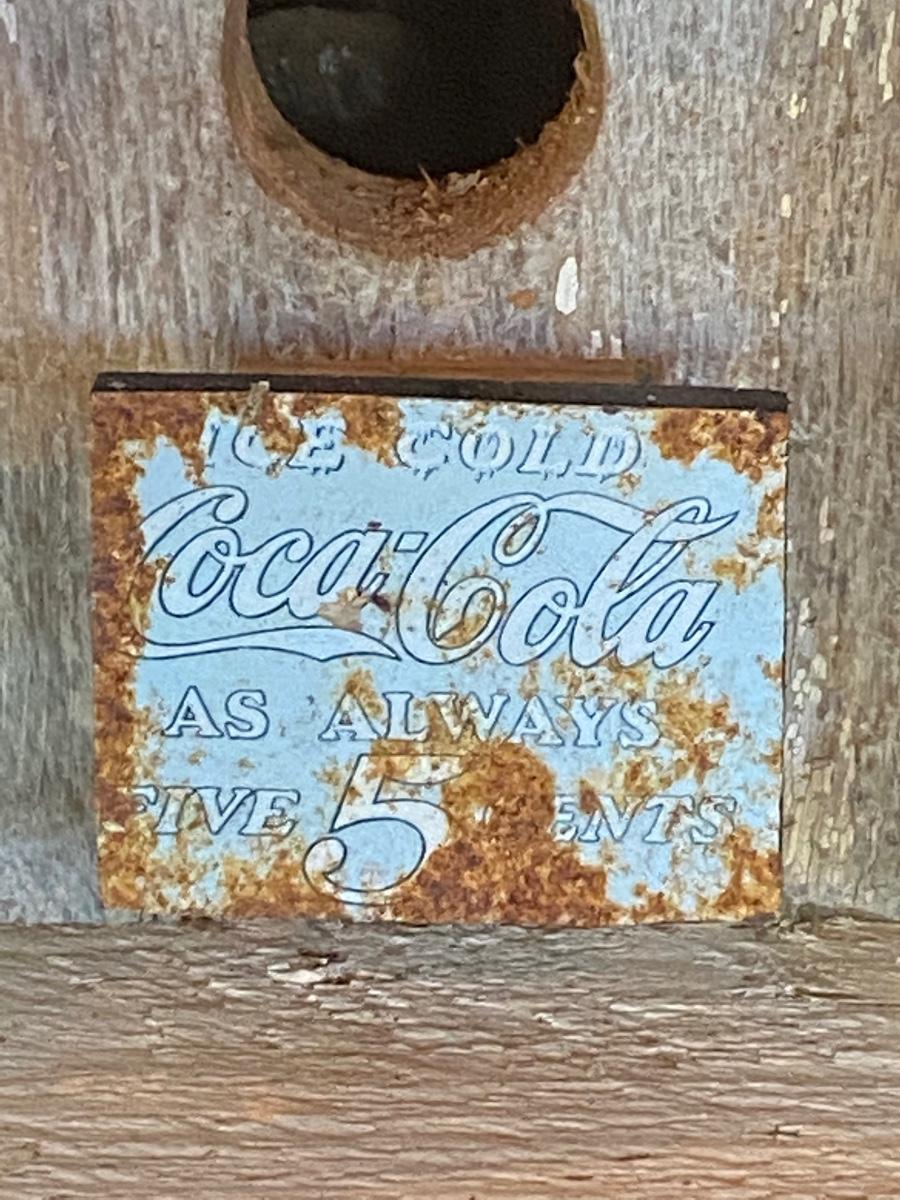 ICE COLD
Coca-Cola
AS ALWAYS
FIVE 5 ENTS